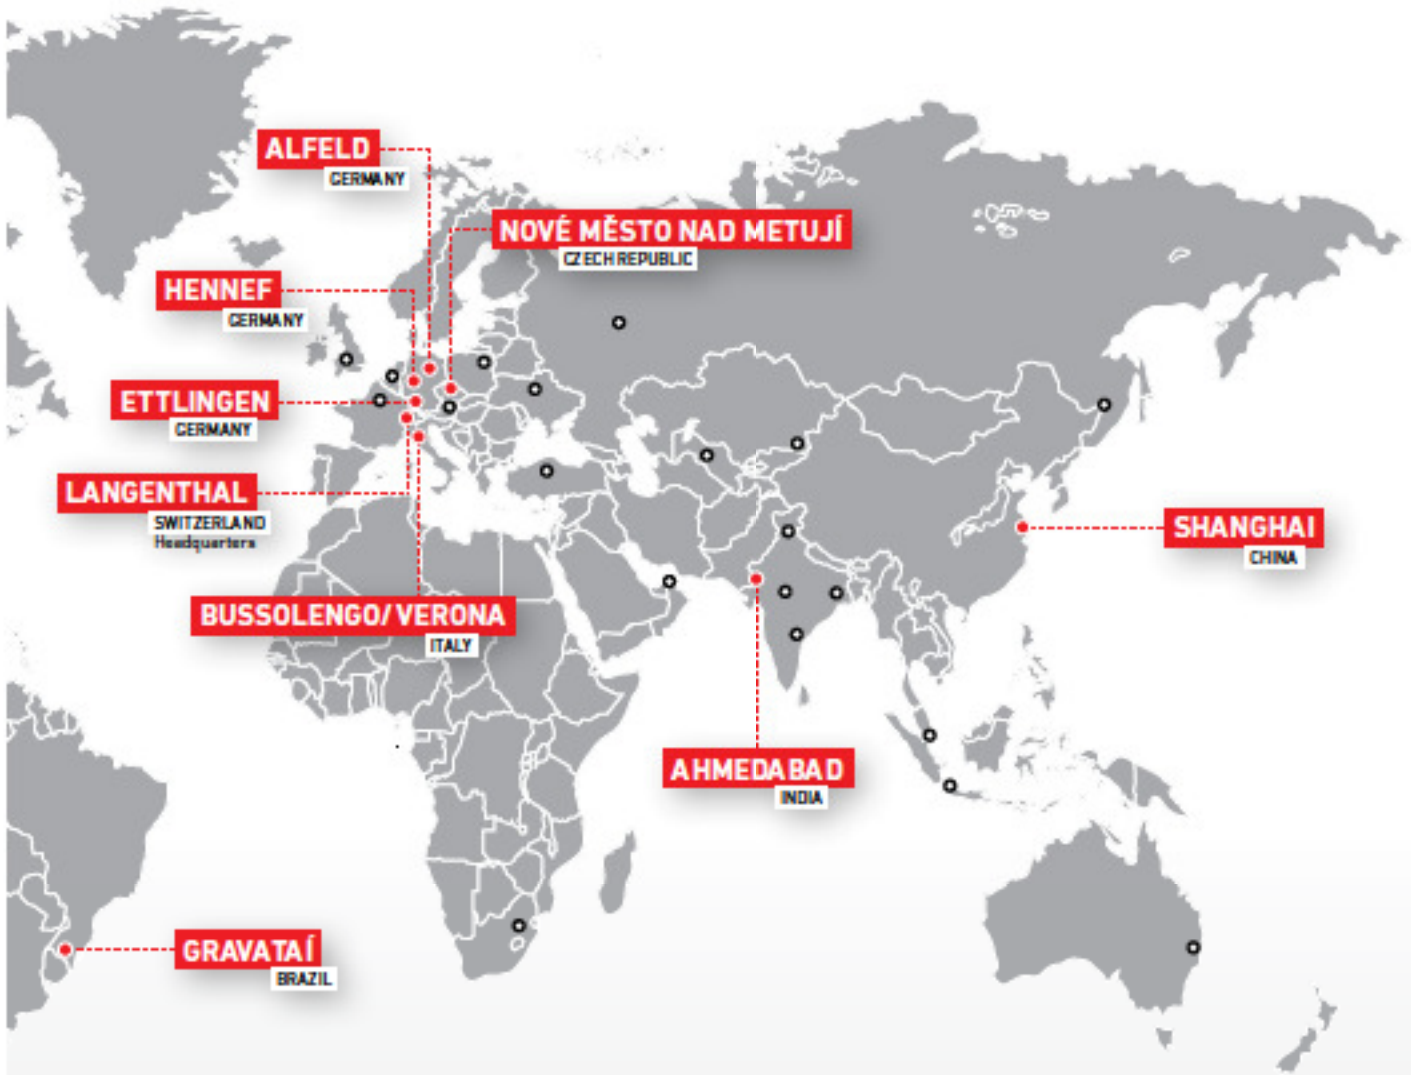 ALFELD
GERMANY
NOVÉ MĚSTO NAD METUJÍ
CZECH REPUBLIC
HENNEF
GERMANY
ETTLINGEN
GERMANY
LANGENTHAL
SWITZERLAND
Headquarters
SHANGHAI
CHINA
BUSSOLENGO/VERONA
ITALY
AHMEDABAD
INDIA
GRAVATAÍ
BRAZIL